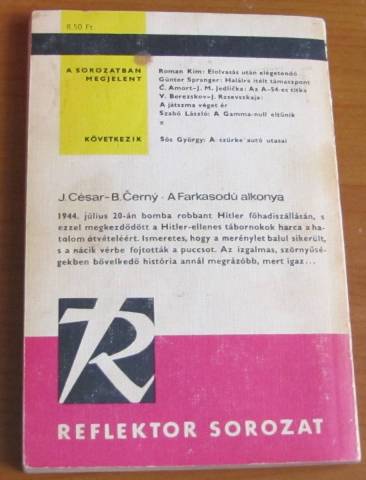 8,50 Ft
A SOROZATBAN MEGJELENT
Roman Kim: Elolvasás után elégetendő
Günter Spranger: Halálra ítélt támaszpont
Č. Amort–J. M. Jedlička: Az A-54-es titka
V. Berezskov–J. Rzsevszkaja:
A játszma véget ér
Szabó László: A Gamma-null eltűnik
*
KÖVETKEZIK
Sós György: A szürke autó utasai
J. César–B. Černý · A Farkasodú alkonya
1944. július 20-án bomba robbant Hitler főhadiszállásán, s
ezzel megkezdődött a Hitler-ellenes tábornokok harca a ha-
talom átvételéért. Ismeretes, hogy a merénylet balul sikerült,
s a nácik vérbe fojtották a puccsot. Az izgalmas, szörnyűsé-
gekben bővelkedő história annál megrázóbb, mert igaz...
R
REFLEKTOR SOROZAT